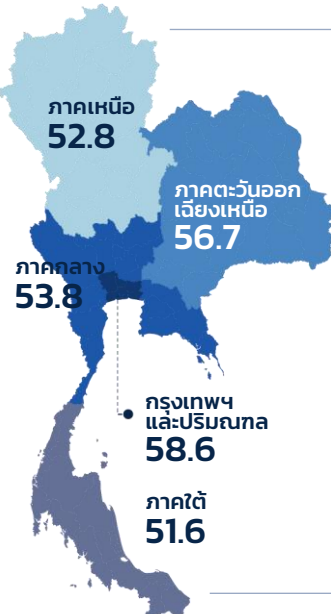 ภาคเหนือ
52.8
ภาคตะวันออก
เฉียงเหนือ
56.7
ภาคกลาง
53.8
กรุงเทพฯ
และปริมณฑล
58.6
ภาคใต้
51.6